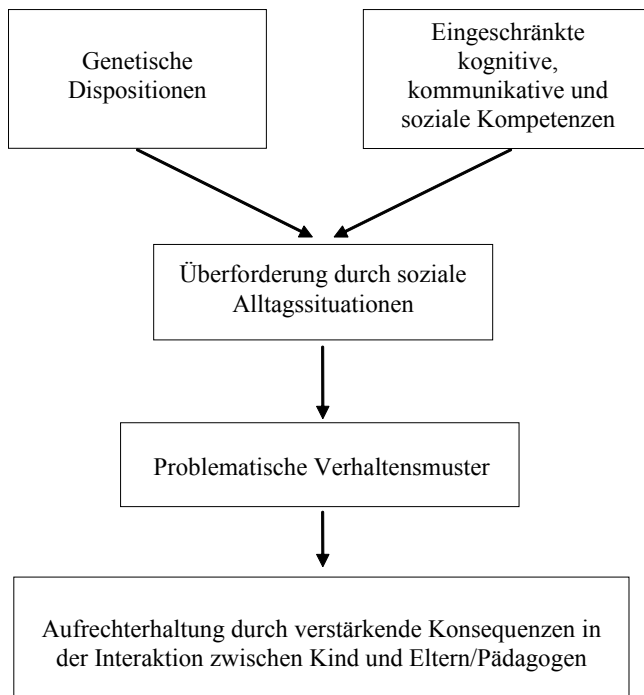 Genetische
Dispositionen
Eingeschränkte
kognitive,
kommunikative und
soziale Kompetenzen
Überforderung durch soziale
Alltagssituationen
Problematische Verhaltensmuster
Aufrechterhaltung durch verstärkende Konsequenzen in
der Interaktion zwischen Kind und Eltern/Pädagogen